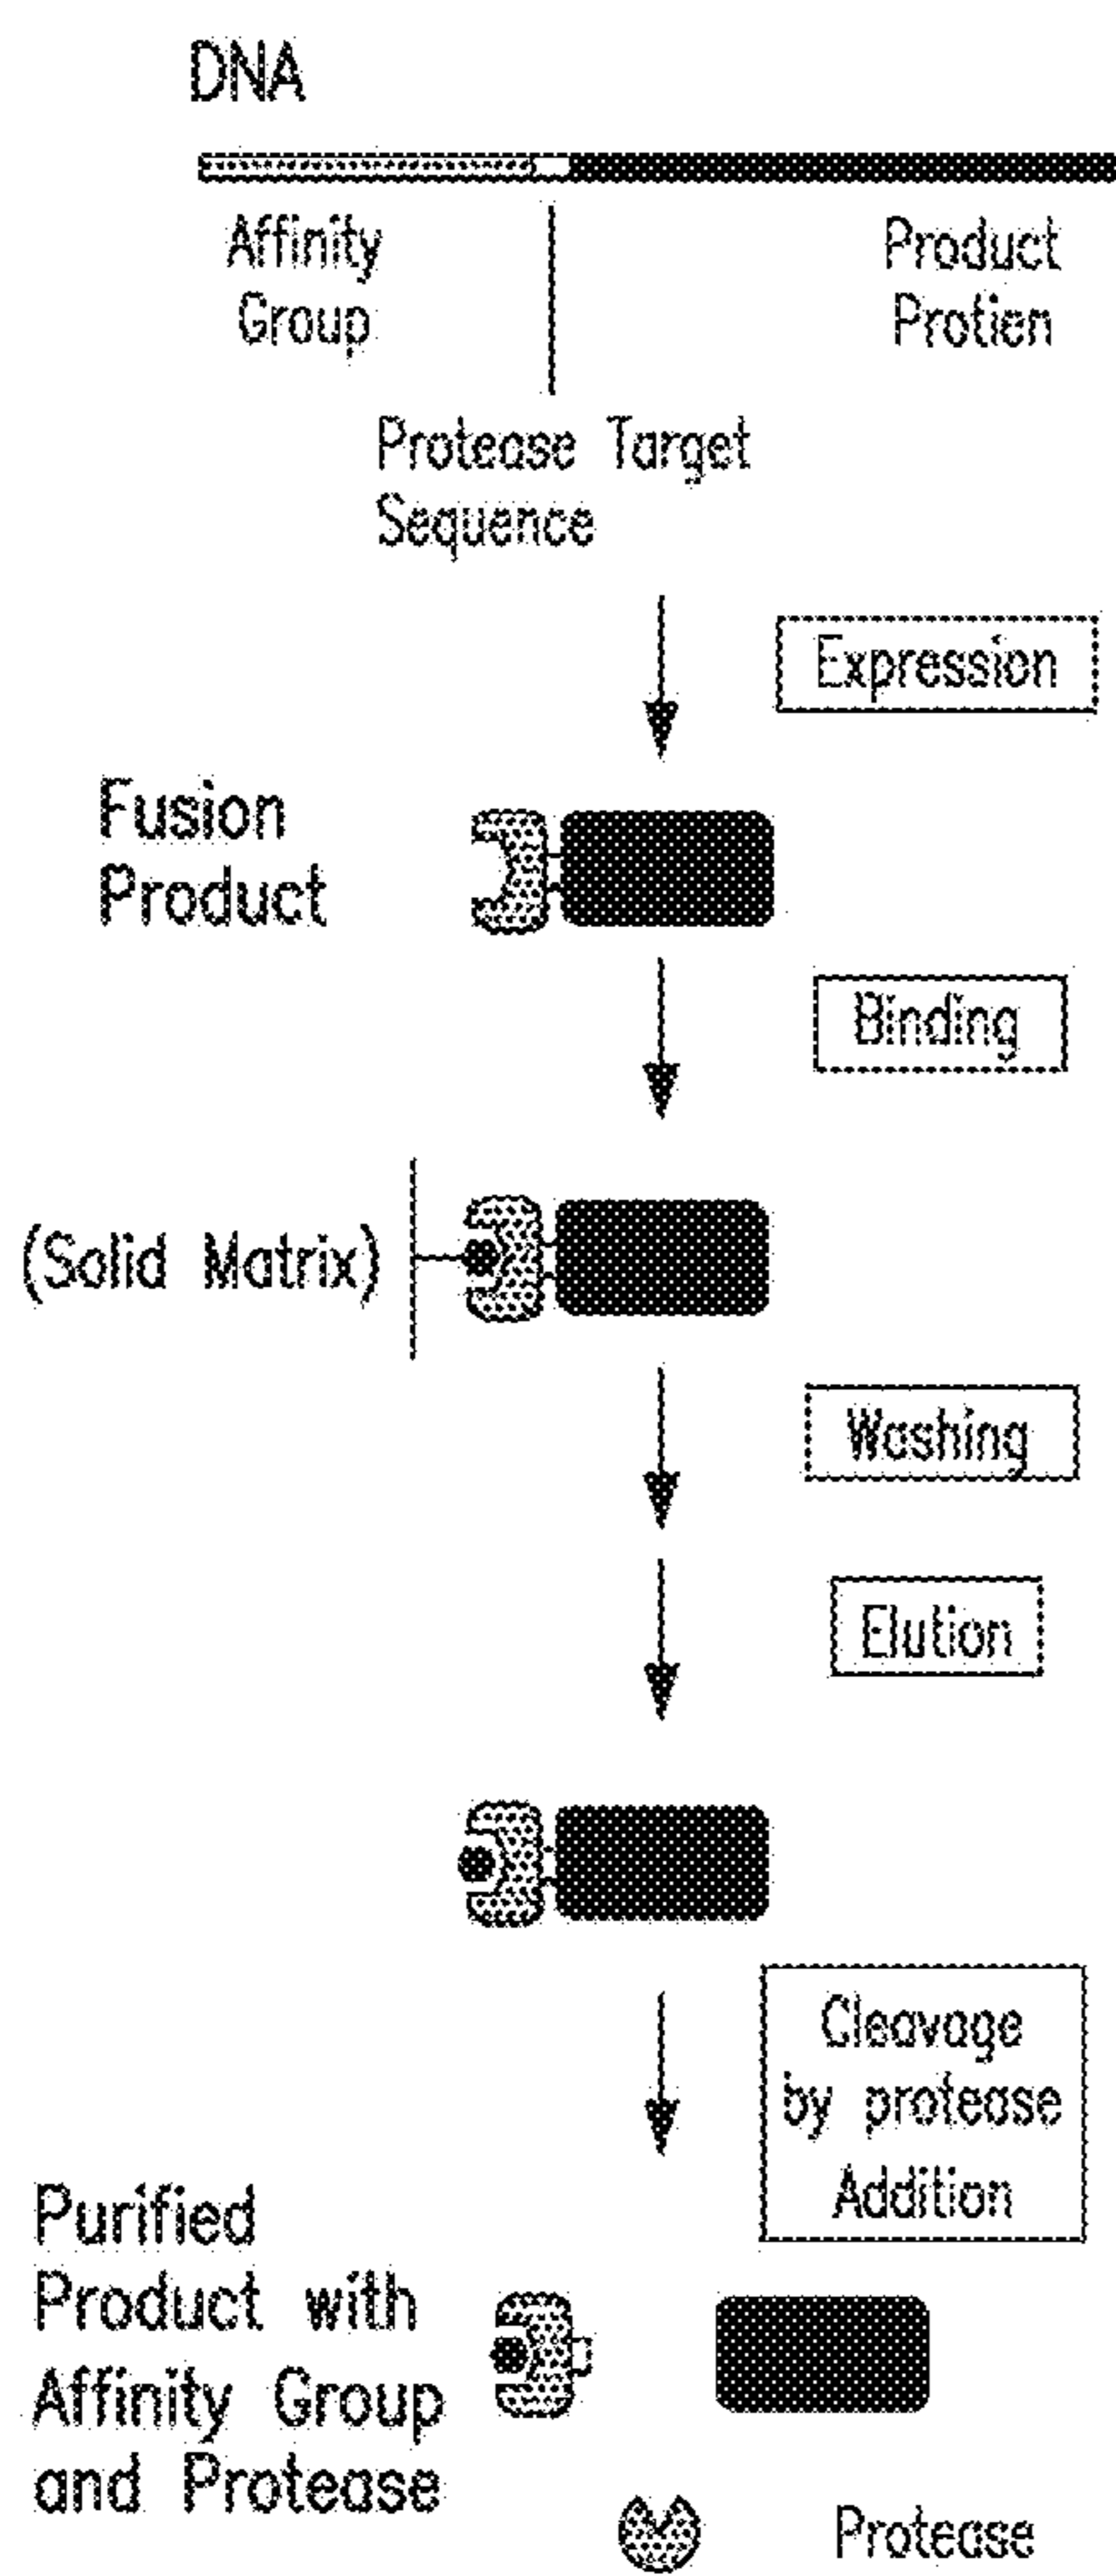 DNA
Affinity
Group
Product
Protien
Protease Target
Sequence
Expression
Fusion
Product
Binding
(Solid Matrix)
Washing
Elution
Cleavage
by protease
Addition
Purified
Product with
Affinity Group
and Protease
Protease